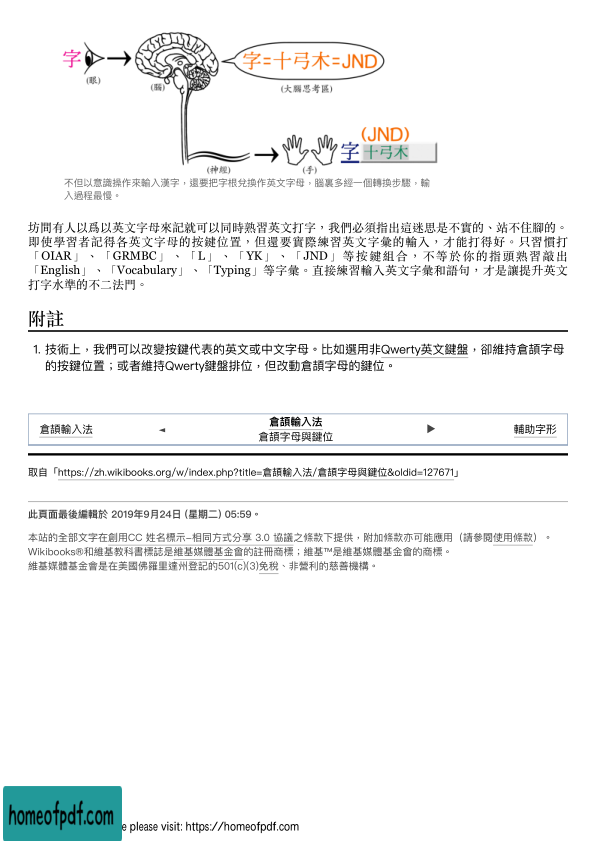 字
(眼)
(腦)
字=十弓木=JND
(大腦思考區)
(神經)
(手)
(JND)
字 十弓木
不但以意識操作來輸入漢字，還要把字根兌換作英文字母，腦裏多經一個轉換步驟，輸
入過程最慢。
坊間有人以爲以英文字母來記就可以同時熟習英文打字，我們必須指出這迷思是不實的、站不住腳的。
即使學習者記得各英文字母的按鍵位置，但還要實際練習英文字彙的輸入，才能打得好。只習慣打
「OIAR」、「GRMBC」、「L」、「YK」、「JND」等按鍵組合，不等於你的指頭熟習敲出
「English」、「Vocabulary」、「Typing」等字彙。直接練習輸入英文字彙和語句，才是讓提升英文
打字水準的不二法門。
附註
1. 技術上，我們可以改變按鍵代表的英文或中文字母。比如選用非Qwerty英文鍵盤，卻維持倉頡字母
的按鍵位置；或者維持Qwerty鍵盤排位，但改動倉頡字母的鍵位。
倉頡輸入法 ◄ 倉頡輸入法 ► 輔助字形
倉頡字母與鍵位
取自「https://zh.wikibooks.org/w/index.php?title=倉頡輸入法/倉頡字母與鍵位&oldid=127671」
此頁面最後編輯於 2019年9月24日 (星期二) 05:59。
本站的全部文字在創用CC 姓名標示-相同方式分享 3.0 協議之條款下提供，附加條款亦可能應用（請參閱使用條款）。
Wikibooks®和維基教科書標誌是維基媒體基金會的註冊商標；維基™是維基媒體基金會的商標。
維基媒體基金會是在美國佛羅里達州登記的501(c)(3)免稅、非營利的慈善機構。
homeofpdf.com
e please visit: https://homeofpdf.com